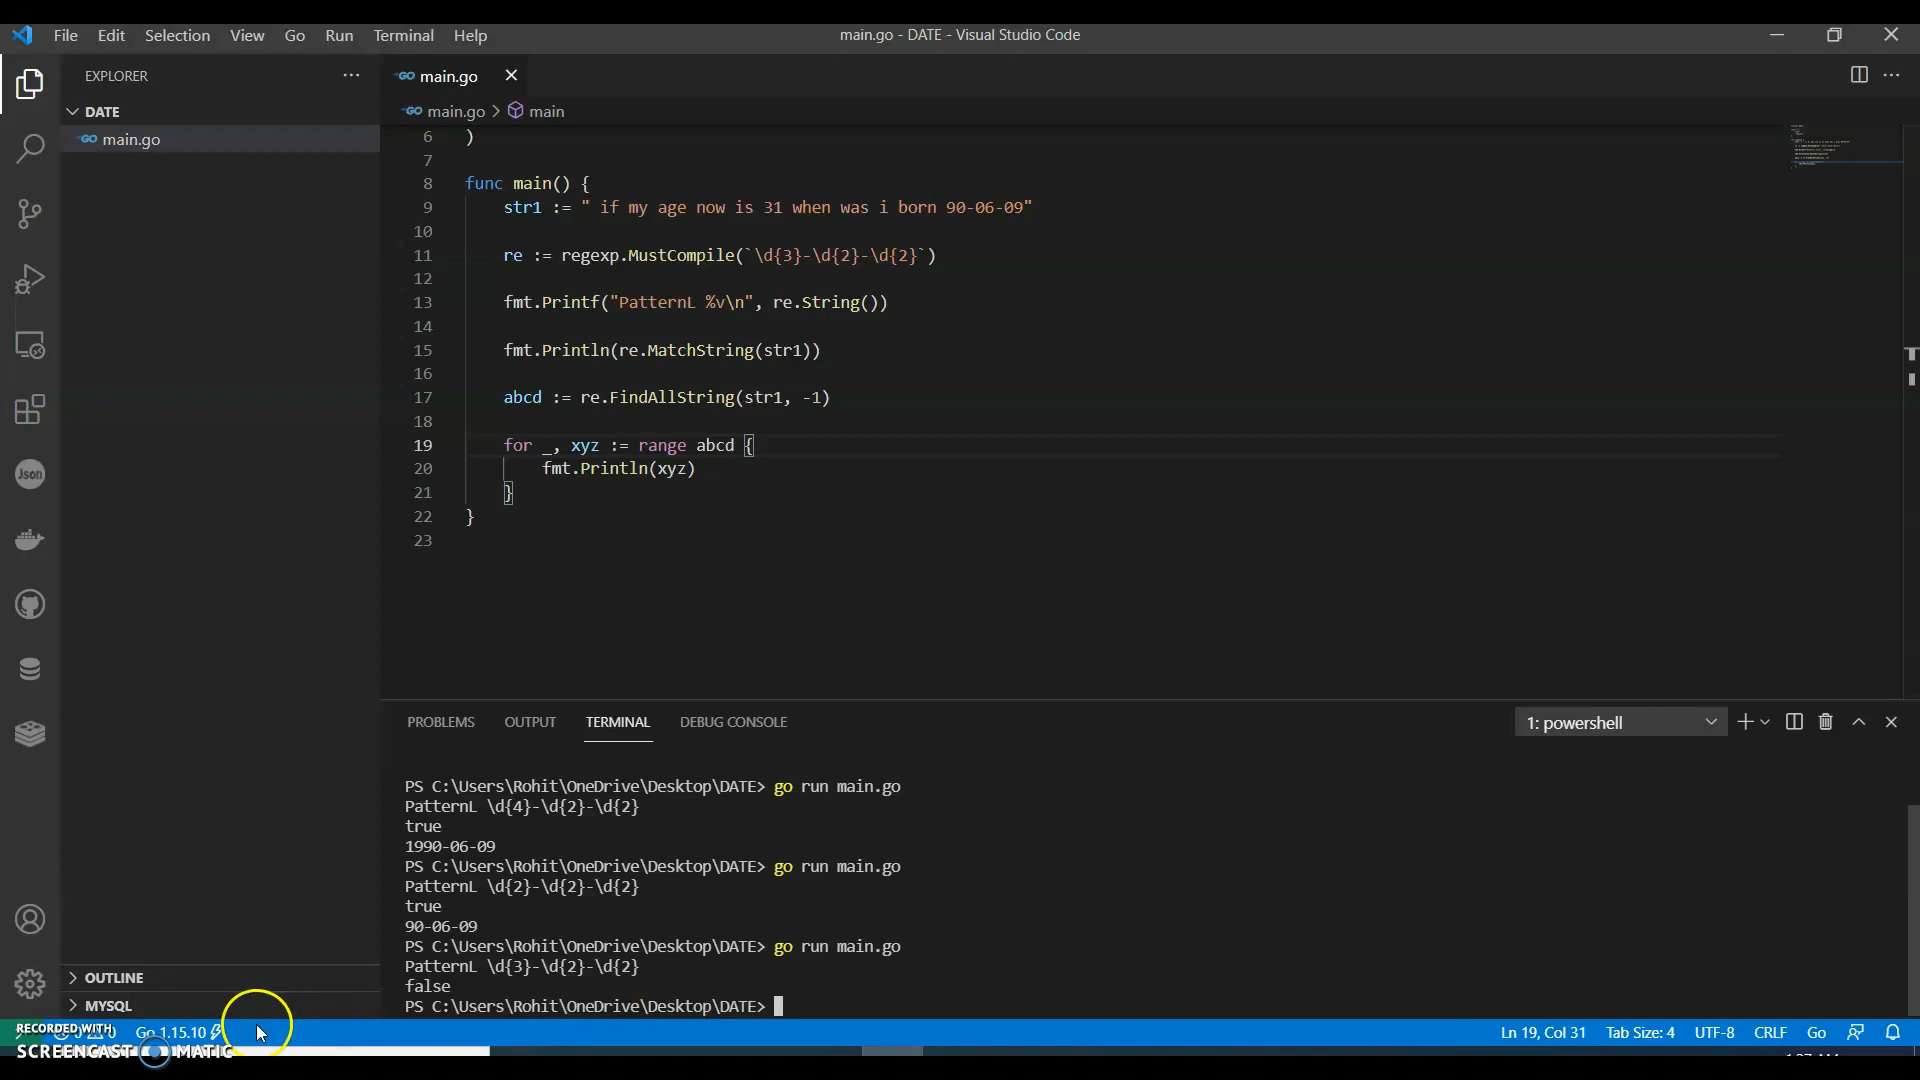 File Edit Selection View Go Run Terminal Help
main.go - DATE - Visual Studio Code
EXPLORER
main.go
DATE
main.go > main
main.go
6 )
7
8 func main() {
9 str1 := " if my age now is 31 when was i born 90-06-09"
10
11 re := regexp.MustCompile(`\d{3}-\d{2}-\d{2}`)
12
13 fmt.Printf("PatternL %v\n", re.String())
14
15 fmt.Println(re.MatchString(str1))
16
17 abcd := re.FindAllString(str1, -1)
18
19 for _, xyz := range abcd {
20 fmt.Println(xyz)
21 }
22 }
23
Json
PROBLEMS OUTPUT TERMINAL DEBUG CONSOLE
1: powershell
PS C:\Users\Rohit\OneDrive\Desktop\DATE> go run main.go
PatternL \d{4}-\d{2}-\d{2}
true
1990-06-09
PS C:\Users\Rohit\OneDrive\Desktop\DATE> go run main.go
PatternL \d{2}-\d{2}-\d{2}
true
90-06-09
PS C:\Users\Rohit\OneDrive\Desktop\DATE> go run main.go
PatternL \d{3}-\d{2}-\d{2}
false
PS C:\Users\Rohit\OneDrive\Desktop\DATE>
OUTLINE
MYSQL
RECORDED WITH
Go 1.15.10
Ln 19, Col 31 Tab Size: 4 UTF-8 CRLF Go
SCREENCAST MATIC